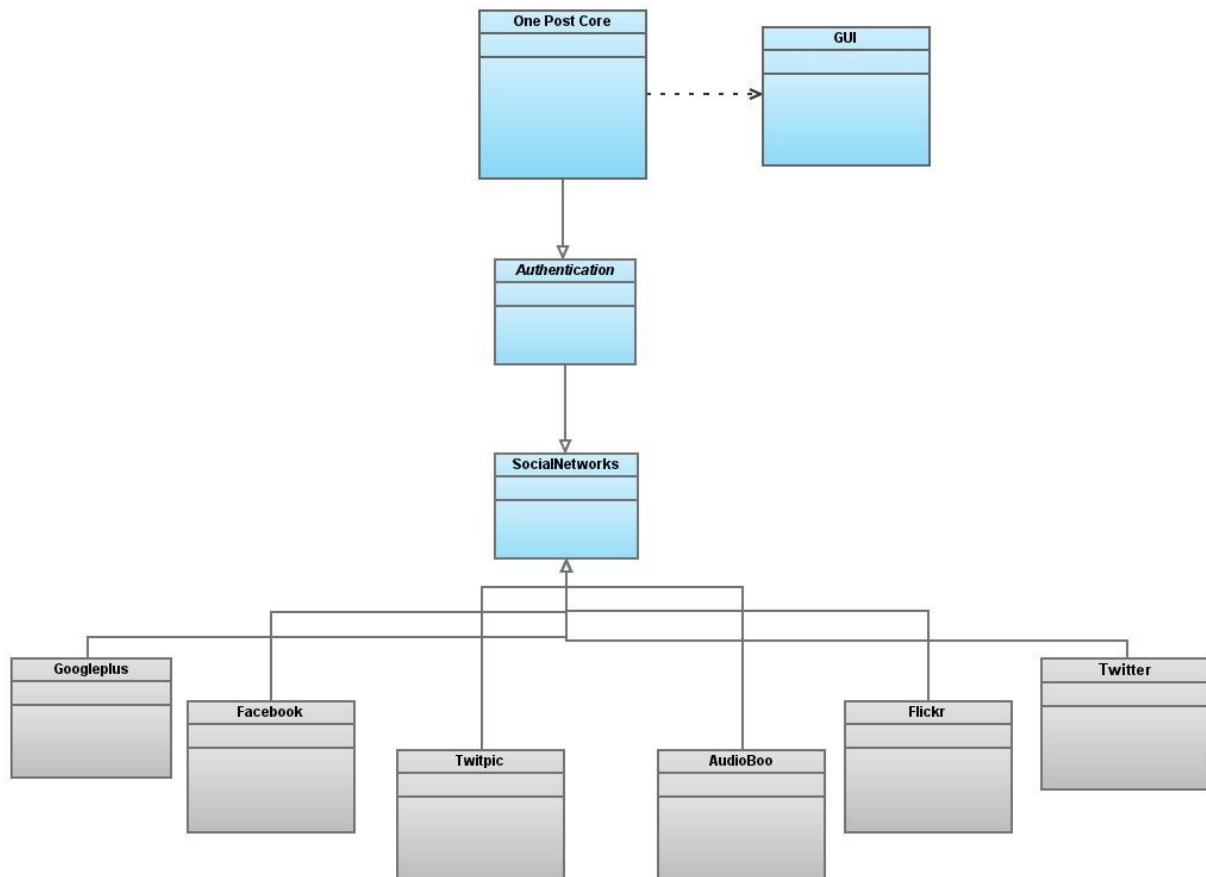 One Post Core
GUI
Authentication
SocialNetworks
Googleplus
Twitter
Facebook
Flickr
Twitpic
AudioBoo